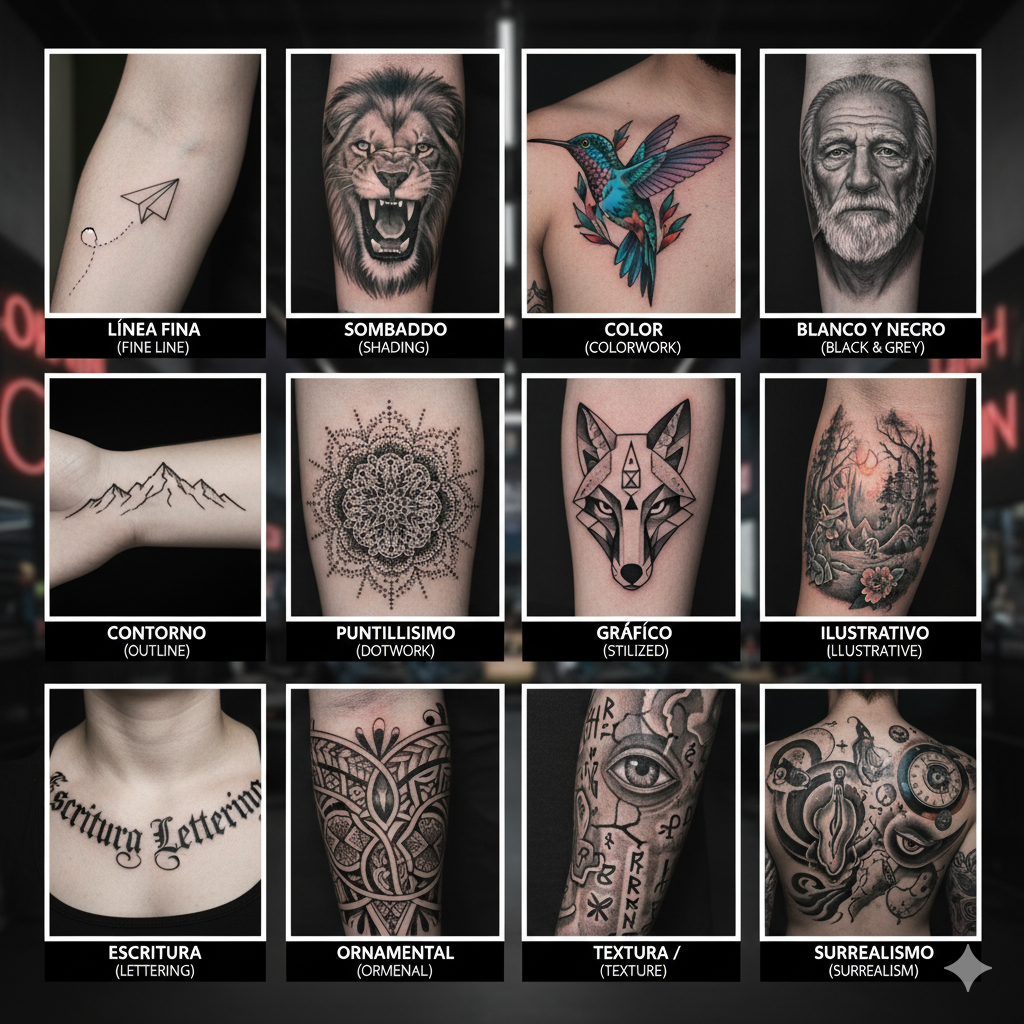 LÍNEA FINA
(FINE LINE)
SOMBADDO
(SHADING)
COLOR
(COLORWORK)
BLANCO Y NECRO
(BLACK & GREY)
CONTORNO
(OUTLINE)
PUNTILLISIMO
(DOTWORK)
GRÁFÍCO
(STILIZED)
ILUSTRATIVO
(LLUSTRATIVE)
Escritura Lettering
ESCRITURA
(LETTERING)
ORNAMENTAL
(ORMENAL)
TEXTURA /
(TEXTURE)
SURREALISMO
(SURREALISM)